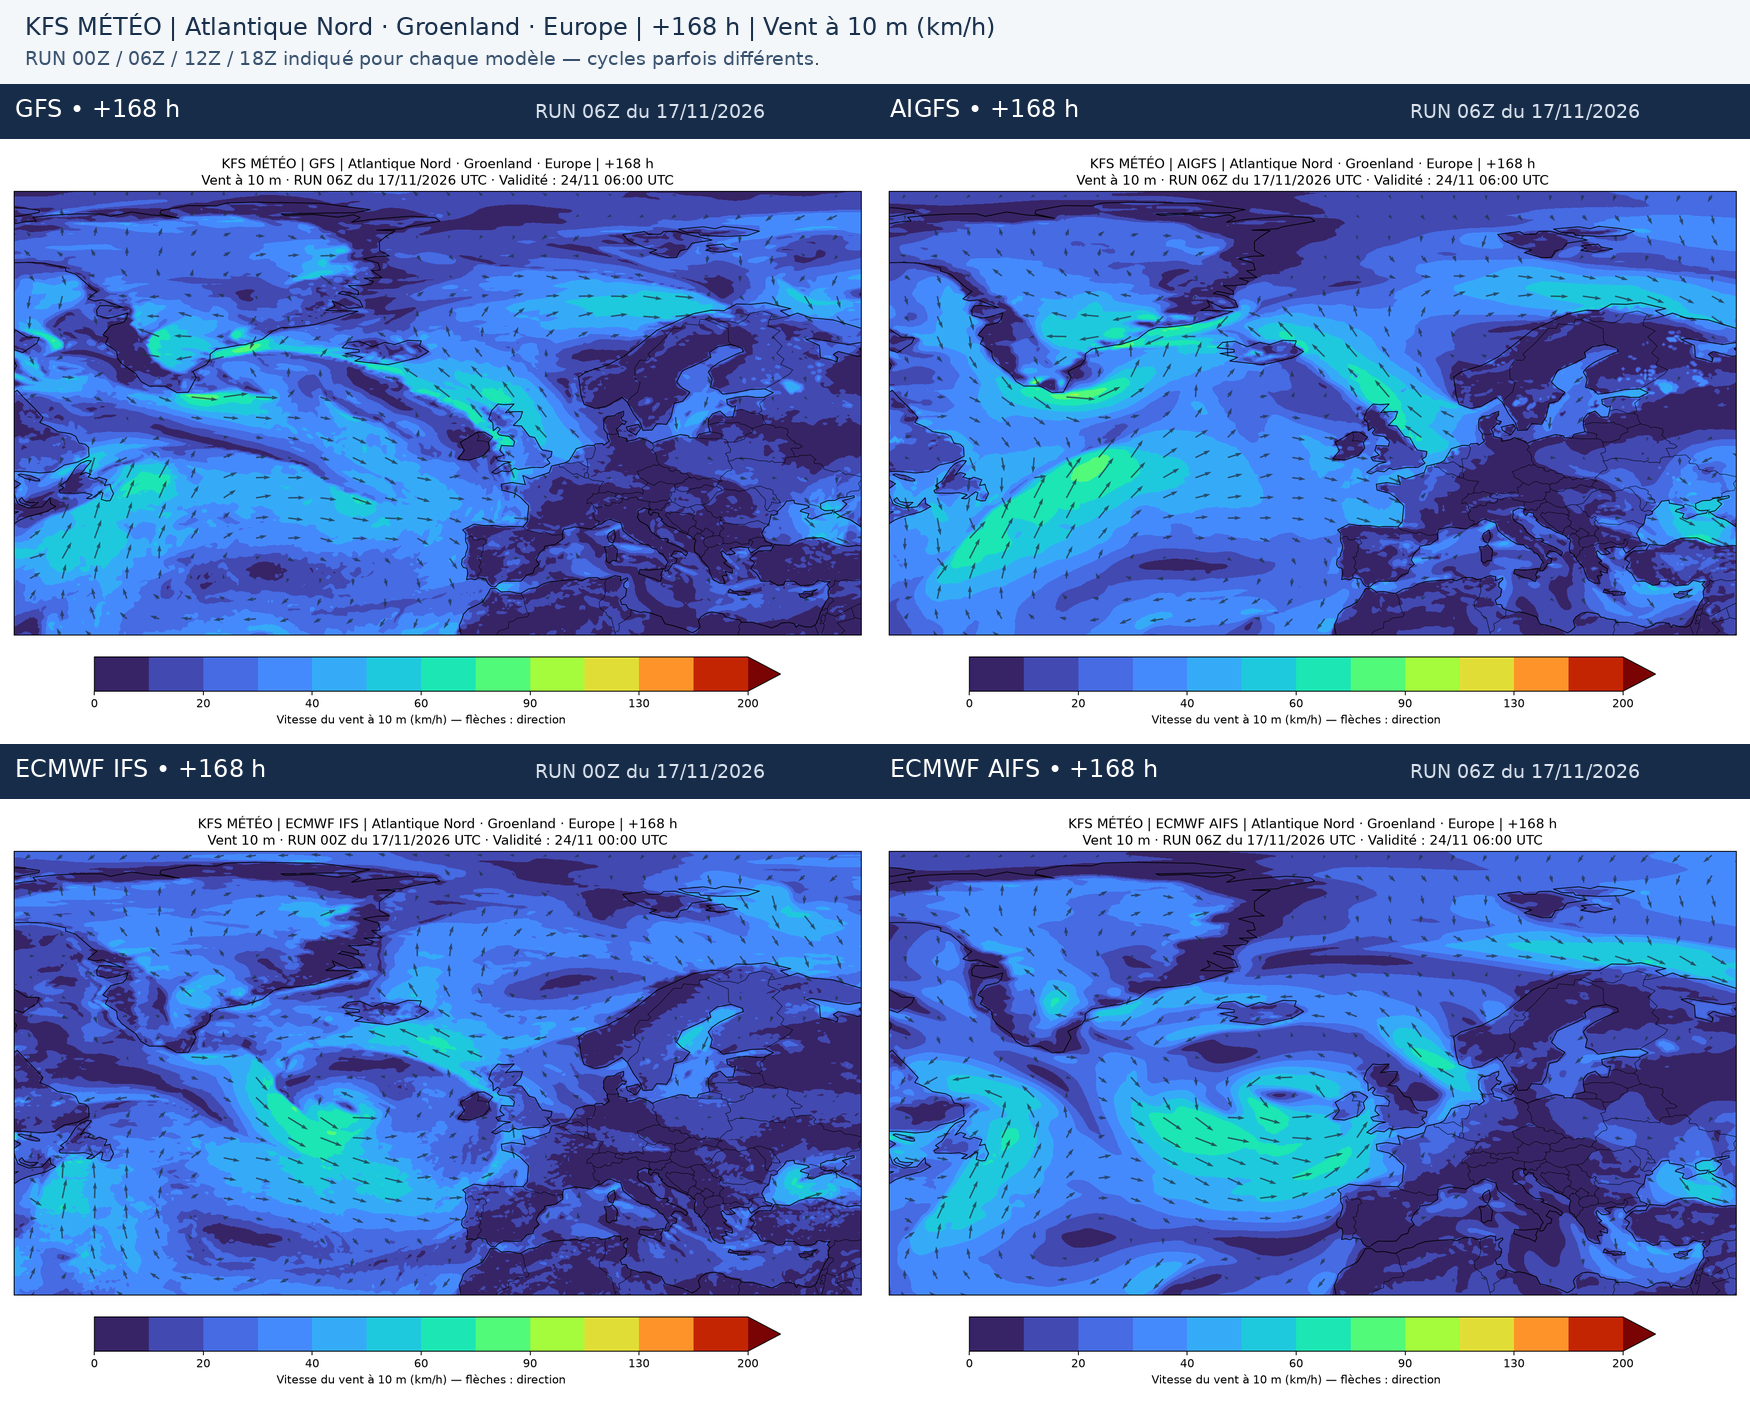 KFS MÉTÉO | Atlantique Nord · Groenland · Europe | +168 h | Vent à 10 m (km/h)
RUN 00Z / 06Z / 12Z / 18Z indiqué pour chaque modèle — cycles parfois différents.
GFS • +168 h
RUN 06Z du 17/11/2026
KFS MÉTÉO | GFS | Atlantique Nord · Groenland · Europe | +168 h
Vent à 10 m · RUN 06Z du 17/11/2026 UTC · Validité : 24/11 06:00 UTC
0 20 40 60 90 130 200
Vitesse du vent à 10 m (km/h) — flèches : direction
AIGFS • +168 h
RUN 06Z du 17/11/2026
KFS MÉTÉO | AIGFS | Atlantique Nord · Groenland · Europe | +168 h
Vent à 10 m · RUN 06Z du 17/11/2026 UTC · Validité : 24/11 06:00 UTC
0 20 40 60 90 130 200
Vitesse du vent à 10 m (km/h) — flèches : direction
ECMWF IFS • +168 h
RUN 00Z du 17/11/2026
KFS MÉTÉO | ECMWF IFS | Atlantique Nord · Groenland · Europe | +168 h
Vent 10 m · RUN 00Z du 17/11/2026 UTC · Validité : 24/11 00:00 UTC
0 20 40 60 90 130 200
Vitesse du vent à 10 m (km/h) — flèches : direction
ECMWF AIFS • +168 h
RUN 06Z du 17/11/2026
KFS MÉTÉO | ECMWF AIFS | Atlantique Nord · Groenland · Europe | +168 h
Vent 10 m · RUN 06Z du 17/11/2026 UTC · Validité : 24/11 06:00 UTC
0 20 40 60 90 130 200
Vitesse du vent à 10 m (km/h) — flèches : direction